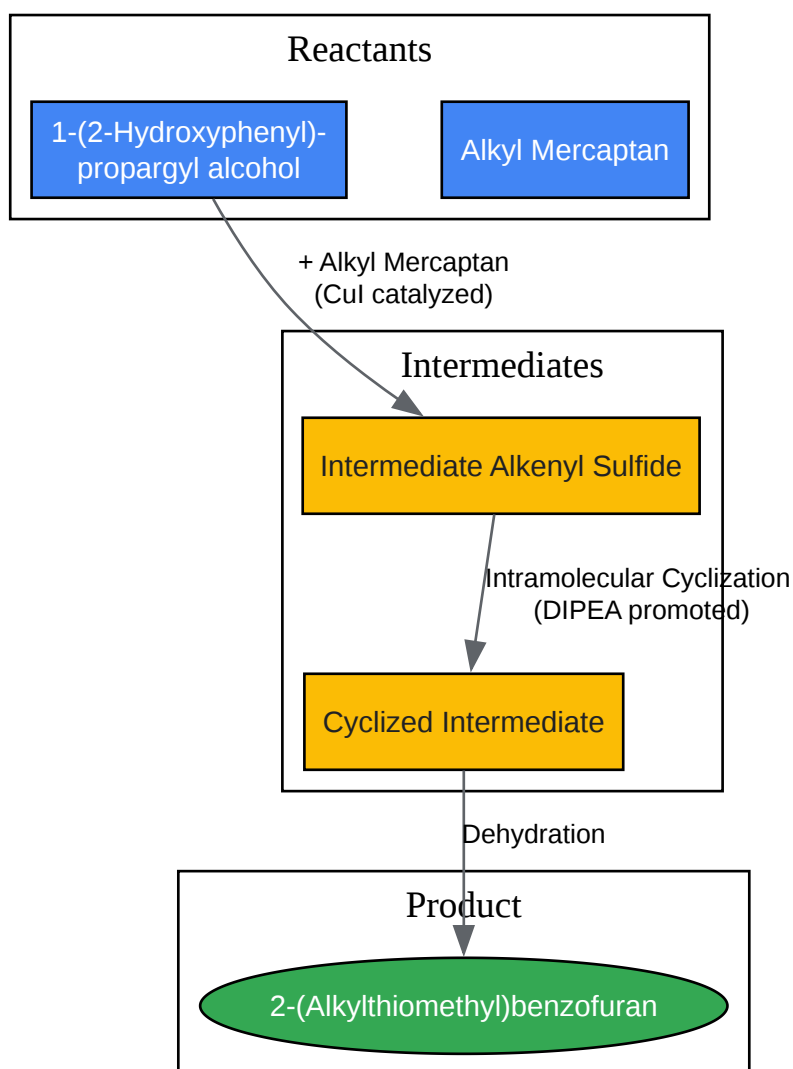 Reactants
1-(2-Hydroxyphenyl)-
propargyl alcohol
Alkyl Mercaptan
+ Alkyl Mercaptan
(CuI catalyzed)
Intermediates
Intermediate Alkenyl Sulfide
Intramolecular Cyclization
(DIPEA promoted)
Cyclized Intermediate
Dehydration
Product
2-(Alkylthiomethyl)benzofuran